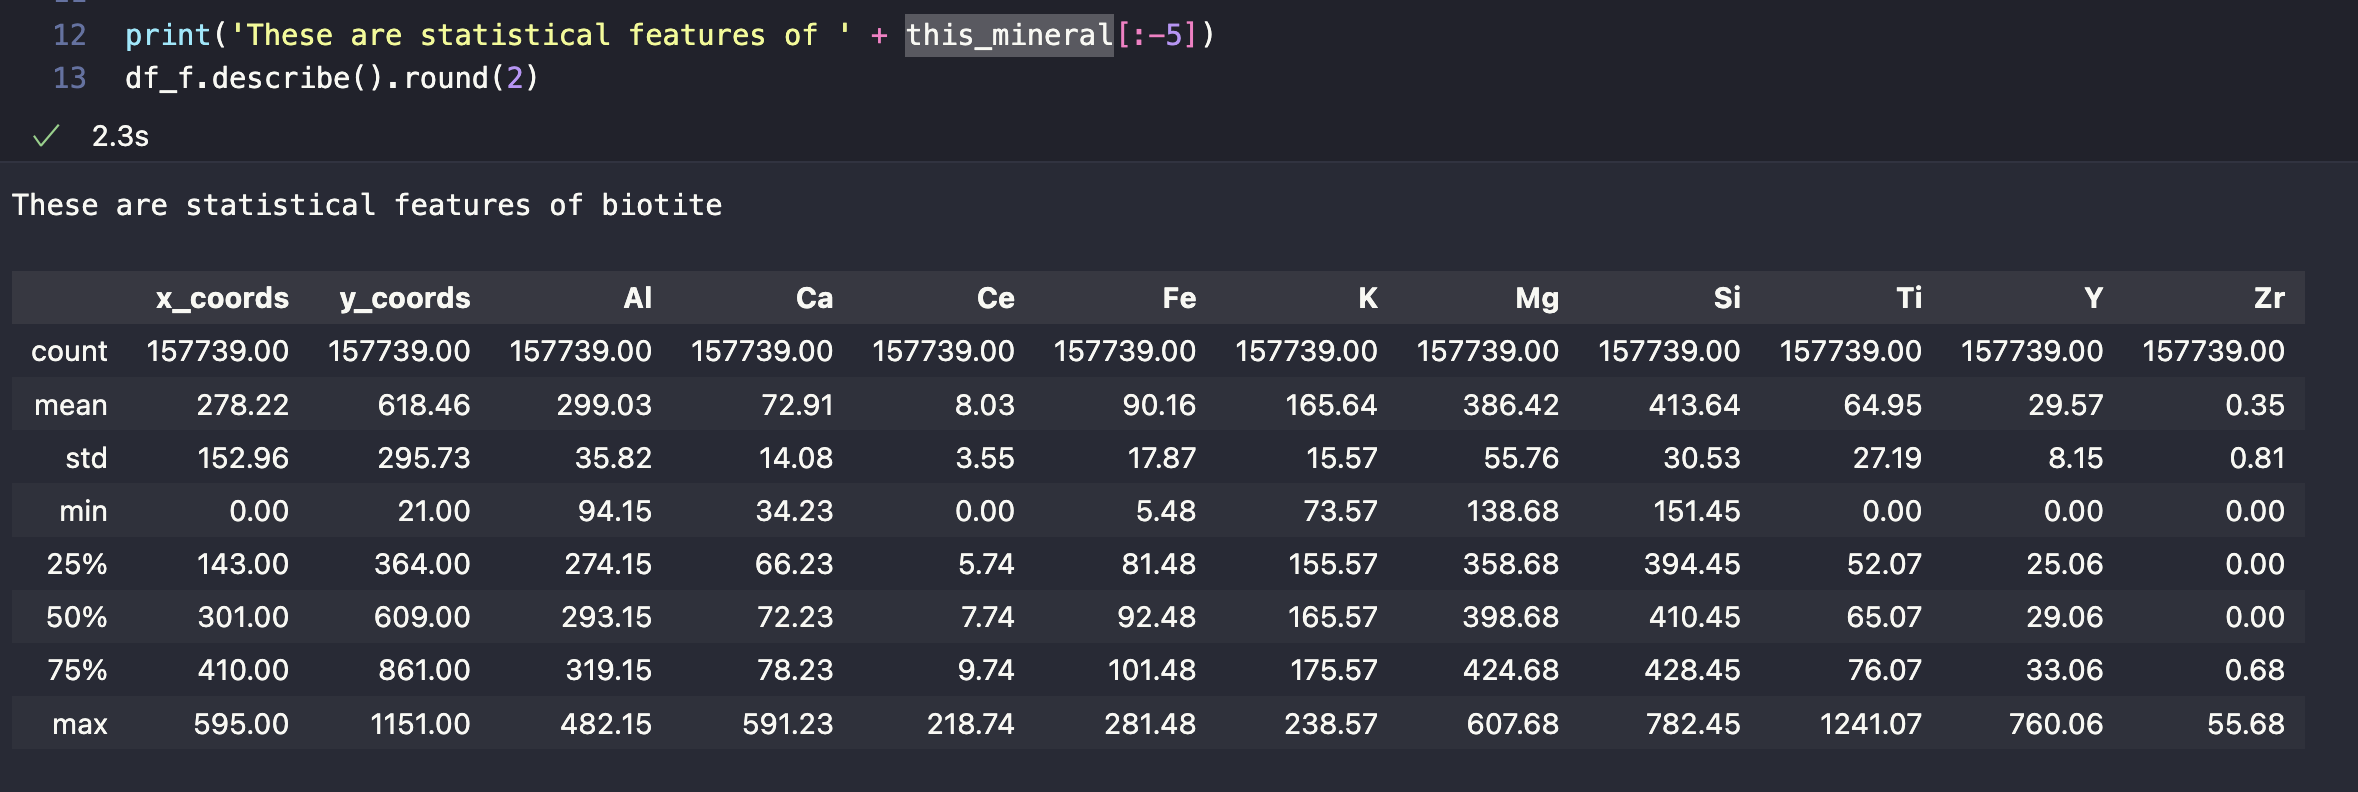 12 print('These are statistical features of ' + this_mineral[:-5])
13 df_f.describe().round(2)
✓ 2.3s
These are statistical features of biotite
x_coords y_coords Al Ca Ce Fe K Mg Si Ti Y Zr
count 157739.00 157739.00 157739.00 157739.00 157739.00 157739.00 157739.00 157739.00 157739.00 157739.00 157739.00 157739.00
mean 278.22 618.46 299.03 72.91 8.03 90.16 165.64 386.42 413.64 64.95 29.57 0.35
std 152.96 295.73 35.82 14.08 3.55 17.87 15.57 55.76 30.53 27.19 8.15 0.81
min 0.00 21.00 94.15 34.23 0.00 5.48 73.57 138.68 151.45 0.00 0.00 0.00
25% 143.00 364.00 274.15 66.23 5.74 81.48 155.57 358.68 394.45 52.07 25.06 0.00
50% 301.00 609.00 293.15 72.23 7.74 92.48 165.57 398.68 410.45 65.07 29.06 0.00
75% 410.00 861.00 319.15 78.23 9.74 101.48 175.57 424.68 428.45 76.07 33.06 0.68
max 595.00 1151.00 482.15 591.23 218.74 281.48 238.57 607.68 782.45 1241.07 760.06 55.68